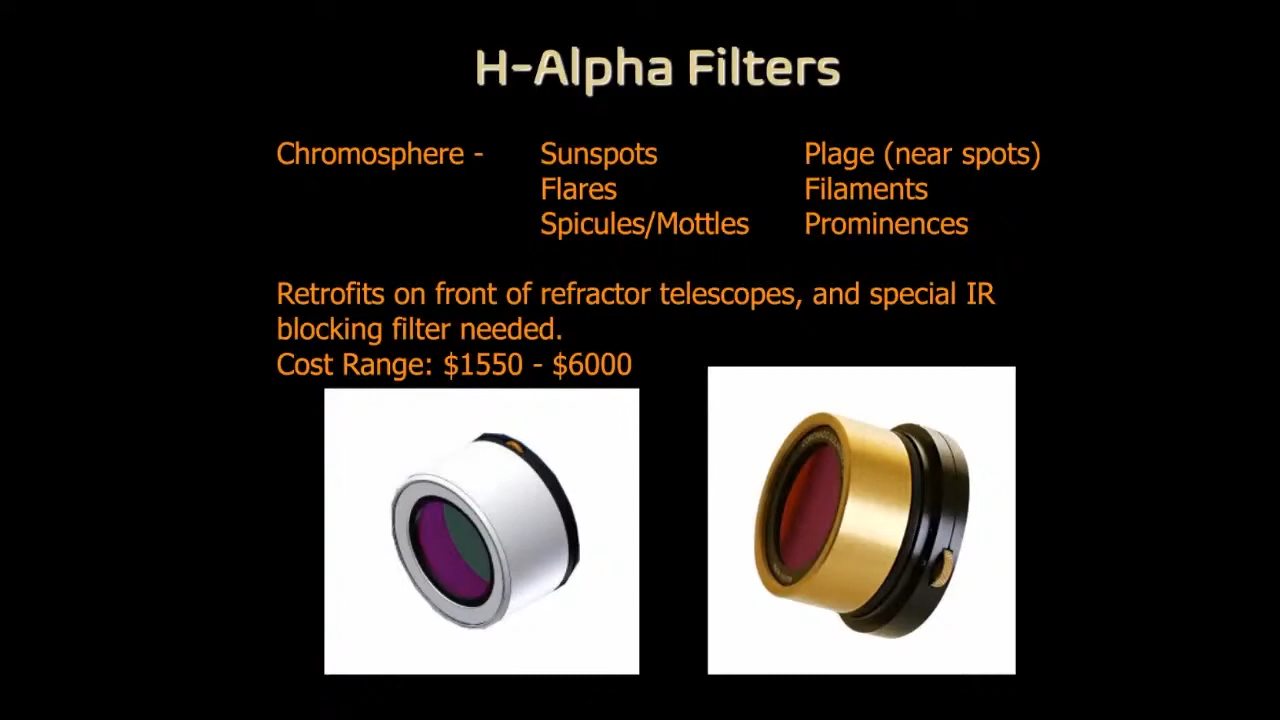 H-Alpha Filters
Chromosphere - Sunspots Plage (near spots)
Flares Filaments
Spicules/Mottles Prominences
Retrofits on front of refractor telescopes, and special IR
blocking filter needed.
Cost Range: $1550 - $6000